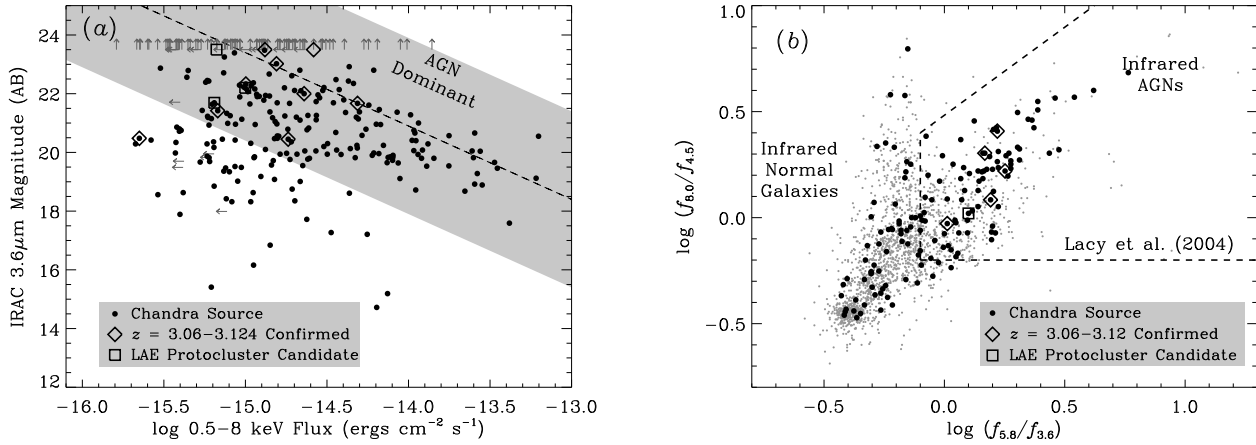 (a)
AGN
Dominant
IRAC 3.6μm Magnitude (AB)
24
22
20
18
16
14
12
Chandra Source
z = 3.06−3.124 Confirmed
LAE Protocluster Candidate
−16.0 −15.5 −15.0 −14.5 −14.0 −13.5 −13.0
log 0.5−8 keV Flux (ergs cm⁻² s⁻¹)
(b)
Infrared
AGNs
Infrared
Normal
Galaxies
log (f8.0/f4.5)
1.0
0.5
0.0
−0.5
Lacy et al. (2004)
Chandra Source
z = 3.06−3.12 Confirmed
LAE Protocluster Candidate
−0.5 0.0 0.5 1.0
log (f5.8/f3.6)